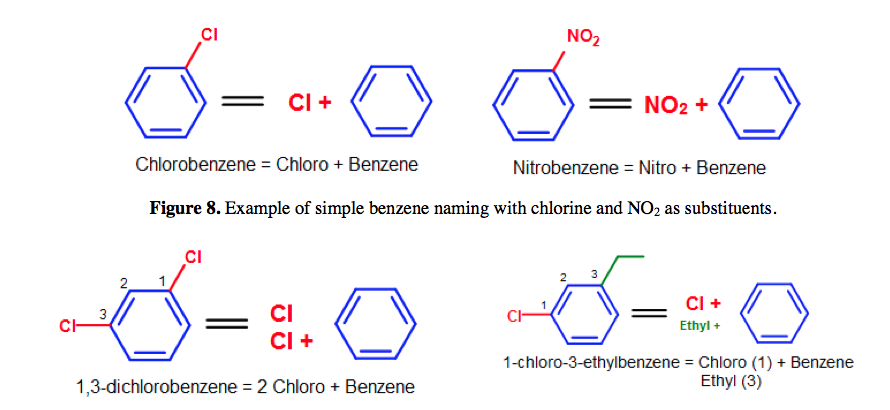 Cl
NO2
Cl +
NO2 +
Chlorobenzene = Chloro + Benzene
Nitrobenzene = Nitro + Benzene
Figure 8. Example of simple benzene naming with chlorine and NO2 as substituents.
Cl
2 1
3
Cl
Cl
Cl +
1,3-dichlorobenzene = 2 Chloro + Benzene
2 3
1
Cl
Cl +
Ethyl +
1-chloro-3-ethylbenzene = Chloro (1) + Benzene
Ethyl (3)